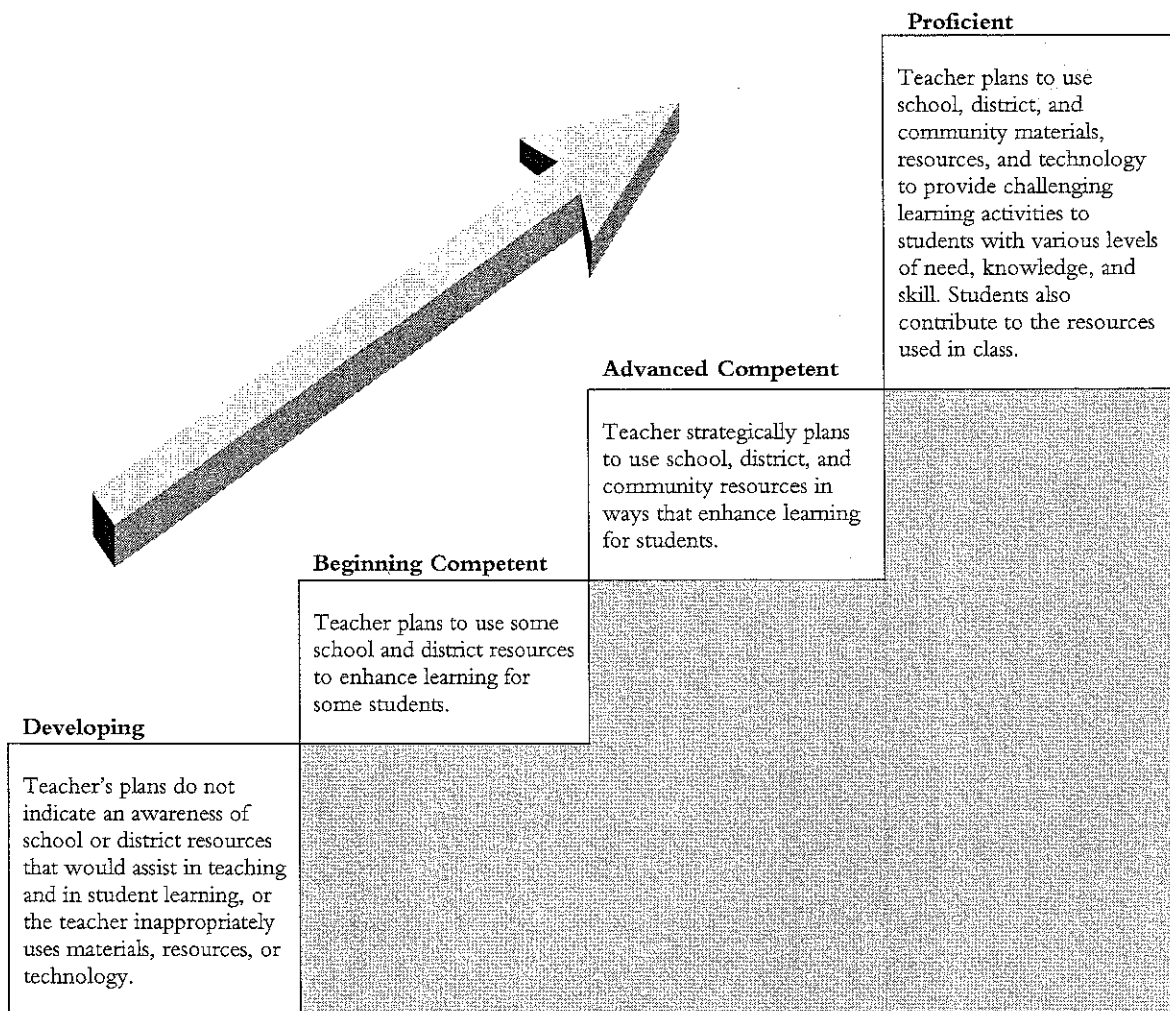 Proficient
Teacher plans to use
school, district, and
community materials,
resources, and technology
to provide challenging
learning activities to
students with various levels
of need, knowledge, and
skill. Students also
contribute to the resources
used in class.
Advanced Competent
Teacher strategically plans
to use school, district, and
community resources in
ways that enhance learning
for students.
Beginning Competent
Teacher plans to use some
school and district resources
to enhance learning for
some students.
Developing
Teacher's plans do not
indicate an awareness of
school or district resources
that would assist in teaching
and in student learning, or
the teacher inappropriately
uses materials, resources, or
technology.